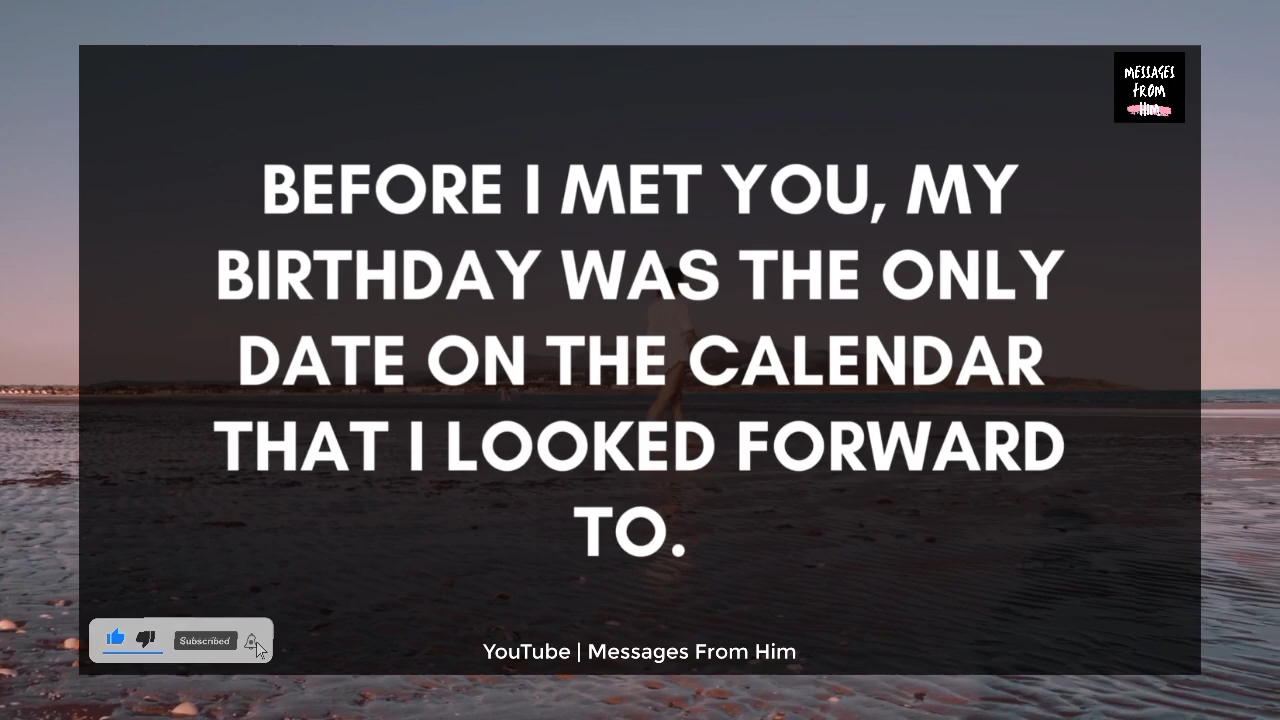 MESSAGES
FROM
HIM
BEFORE I MET YOU, MY
BIRTHDAY WAS THE ONLY
DATE ON THE CALENDAR
THAT I LOOKED FORWARD
TO.
Subscribed
YouTube | Messages From Him